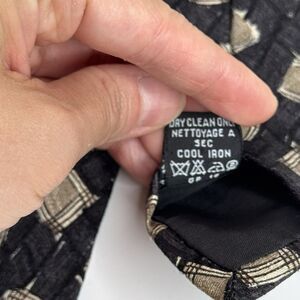 DRY CLEAN ONLY
NETTOYAGE A
SEC
COOL IRON